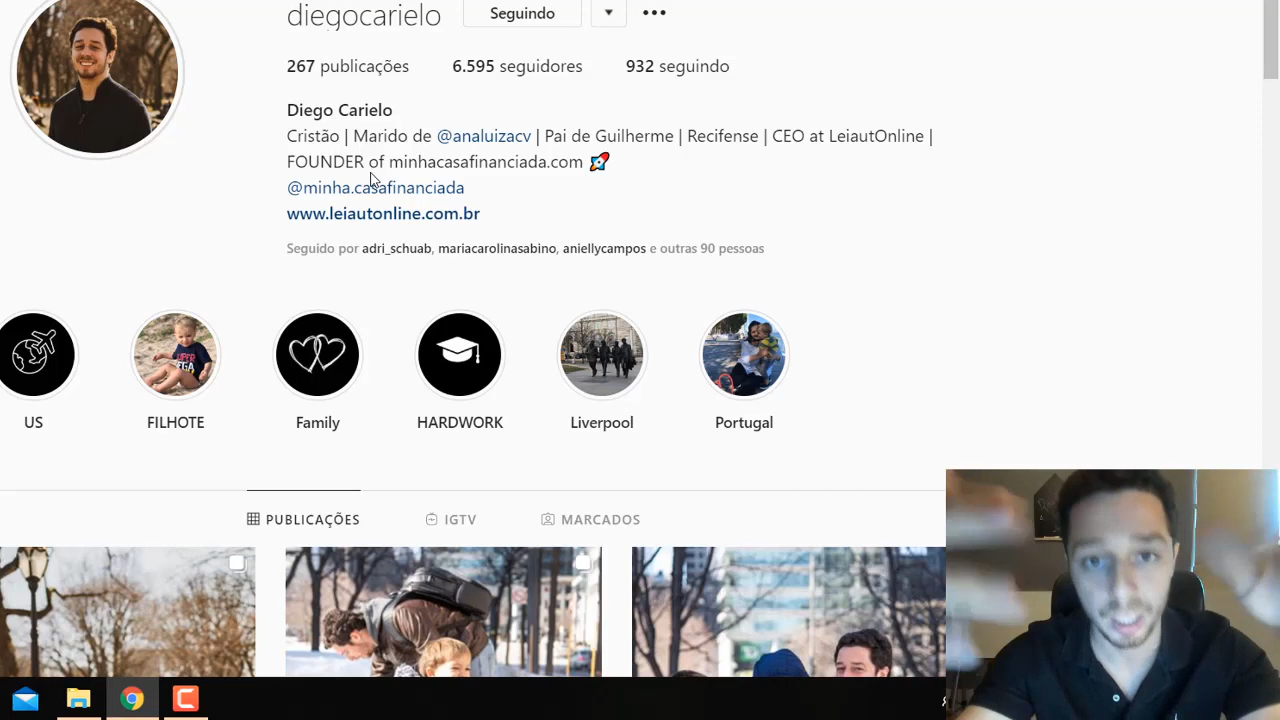 diegocarielo Seguindo
267 publicações 6.595 seguidores 932 seguindo
Diego Carielo
Cristão | Marido de @analuizacv | Pai de Guilherme | Recifense | CEO at LeiautOnline |
FOUNDER of minhacasafinanciada.com 🚀
@minha.casafinanciada
www.leiautonline.com.br
Seguido por adri_schuab, mariacarolinasabino, aniellycampos e outras 90 pessoas
US FILHOTE Family HARDWORK Liverpool Portugal
PUBLICAÇÕES IGTV MARCADOS